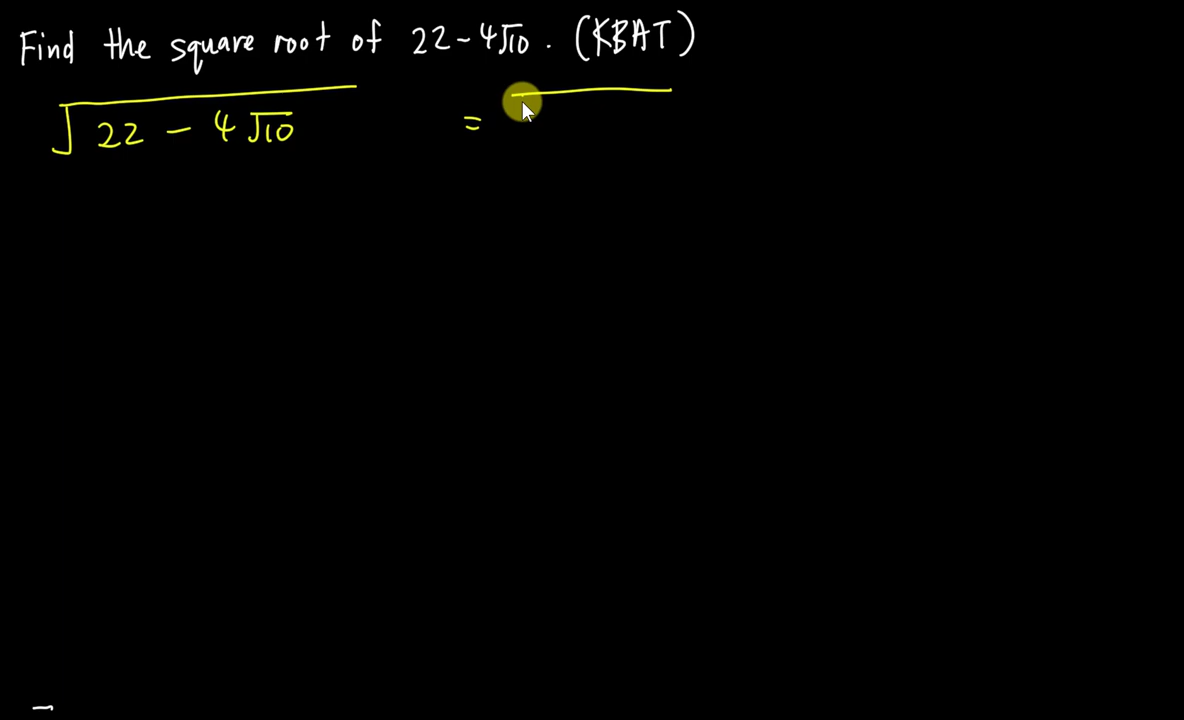 Find the square root of 22-4√10. (KBAT)
√22 - 4√10 =